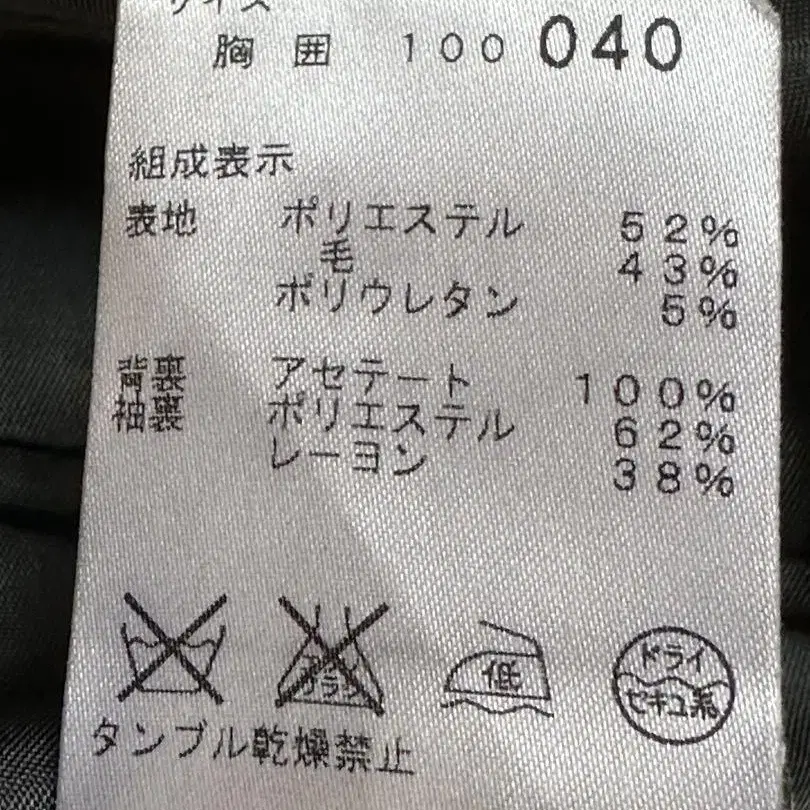 サイズ
胸 囲 100 040
組成表示
表地 ポリエステル 52%
毛 43%
ポリウレタン 5%
背裏 アセテート 100%
袖裏 ポリエステル 62%
レーヨン 38%
低
ドライ
セキユ系
タンブル乾燥禁止